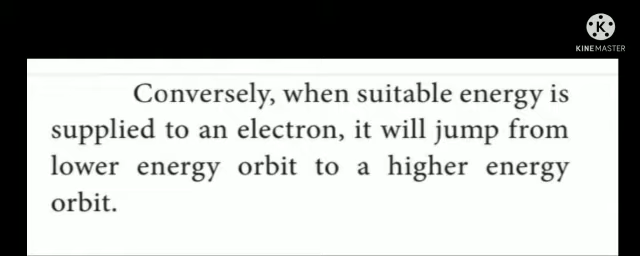 K
KINEMASTER
Conversely, when suitable energy is
supplied to an electron, it will jump from
lower energy orbit to a higher energy
orbit.